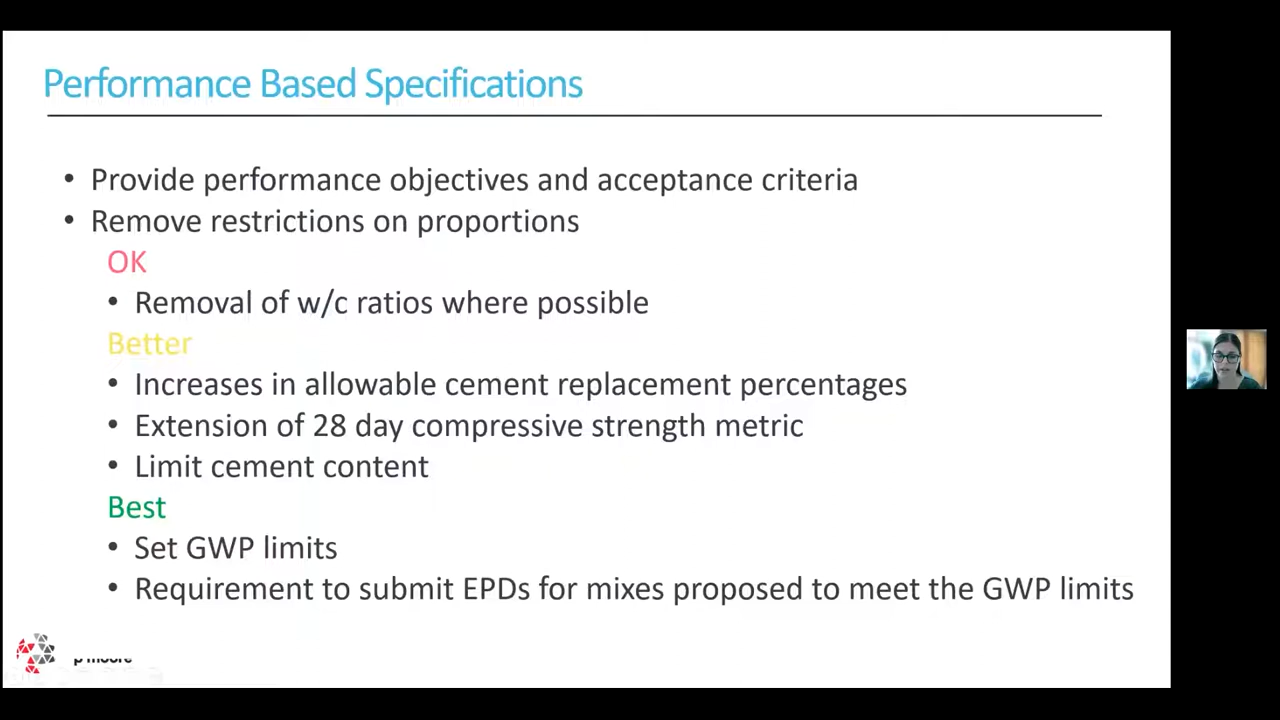 Performance Based Specifications
• Provide performance objectives and acceptance criteria
• Remove restrictions on proportions
OK
• Removal of w/c ratios where possible
Better
• Increases in allowable cement replacement percentages
• Extension of 28 day compressive strength metric
• Limit cement content
Best
• Set GWP limits
• Requirement to submit EPDs for mixes proposed to meet the GWP limits
p moore